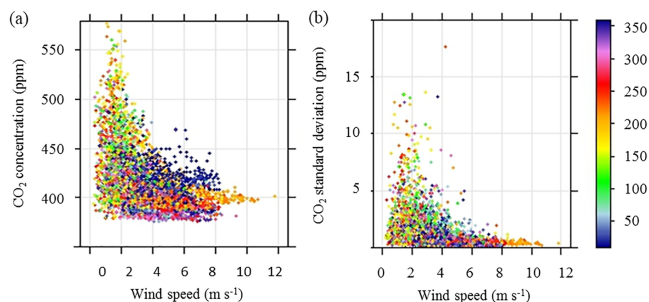 (a)
CO₂ concentration (ppm)
550
500
450
400
0 2 4 6 8 10 12
Wind speed (m s⁻¹)
(b)
CO₂ standard deviation (ppm)
15
10
5
0 2 4 6 8 10 12
Wind speed (m s⁻¹)
350
300
250
200
150
100
50